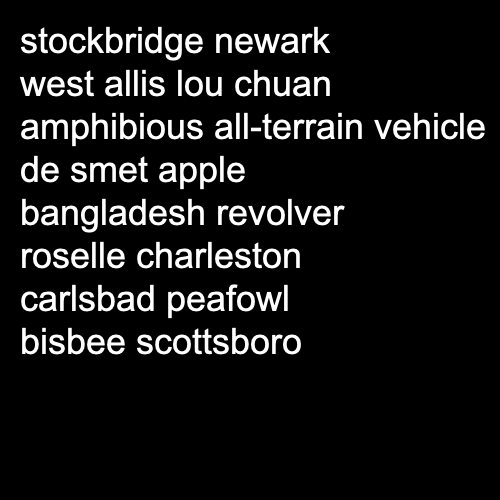 stockbridge newark
west allis lou chuan
amphibious all-terrain vehicle
de smet apple
bangladesh revolver
roselle charleston
carlsbad peafowl
bisbee scottsboro